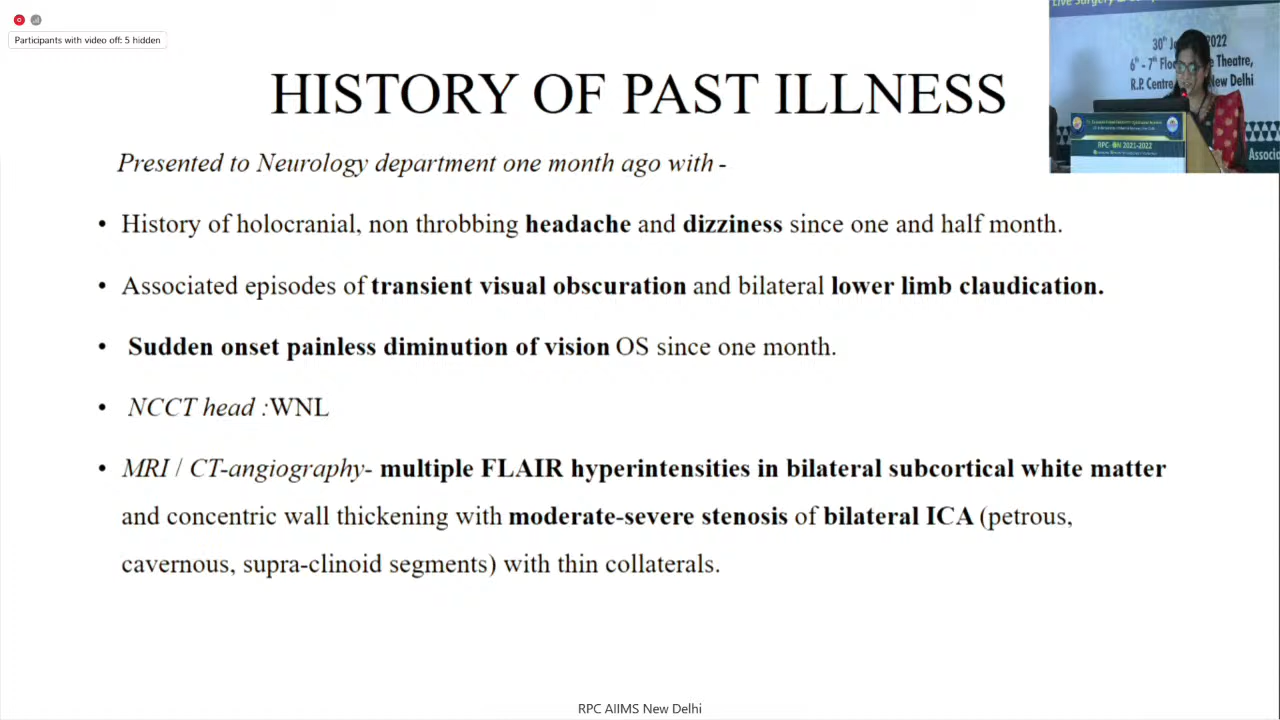 Participants with video off: 5 hidden
HISTORY OF PAST ILLNESS
Presented to Neurology department one month ago with -
• History of holocranial, non throbbing headache and dizziness since one and half month.
• Associated episodes of transient visual obscuration and bilateral lower limb claudication.
• Sudden onset painless diminution of vision OS since one month.
• NCCT head :WNL
• MRI / CT-angiography- multiple FLAIR hyperintensities in bilateral subcortical white matter
and concentric wall thickening with moderate-severe stenosis of bilateral ICA (petrous,
cavernous, supra-clinoid segments) with thin collaterals.
Live Surgery
30th 2022
6th - 7th Theatre,
R.P. Centre New Delhi
2021-2022
Associ
RPC AIIMS New Delhi